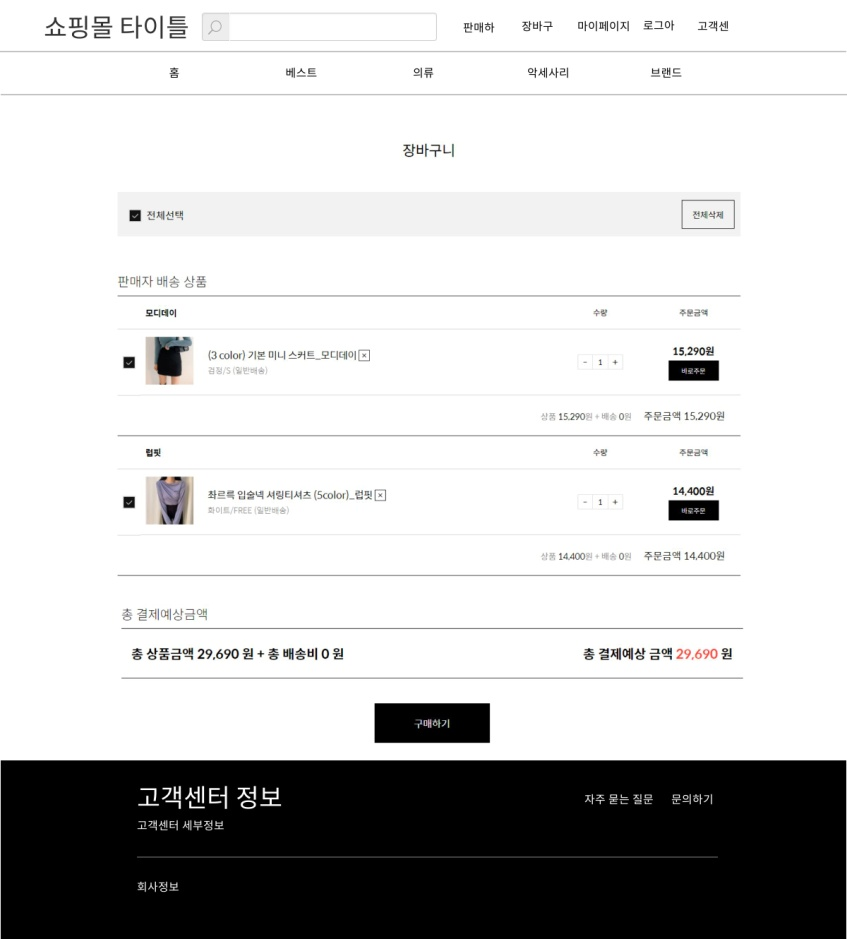 쇼핑몰 타이틀 판매하 장바구 마이페이지 로그아 고객센
홈 베스트 의류 악세사리 브랜드
장바구니
전체선택 전체삭제
판매자 배송 상품
모디데이 수량 주문금액
(3 color) 기본 미니 스커트_모디데이
검정/S (일반배송)
- 1 +
15,290원
바로주문
상품 15,290원 + 배송 0원 주문금액 15,290원
럽핏 수량 주문금액
촤르륵 입술넥 셔링티셔츠 (5color)_럽핏
화이트/FREE (일반배송)
- 1 +
14,400원
바로주문
상품 14,400원 + 배송 0원 주문금액 14,400원
총 결제예상금액
총 상품금액 29,690 원 + 총 배송비 0 원 총 결제예상 금액 29,690 원
구매하기
고객센터 정보 자주 묻는 질문 문의하기
고객센터 세부정보
회사정보